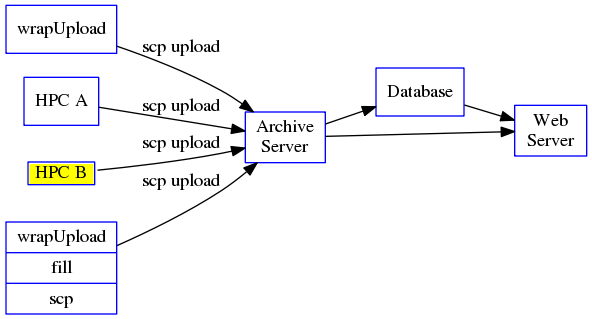 wrapUpload
scp upload
HPC A
scp upload
HPC B
scp upload
scp upload
wrapUpload
fill
scp
Archive
Server
Database
Web
Server